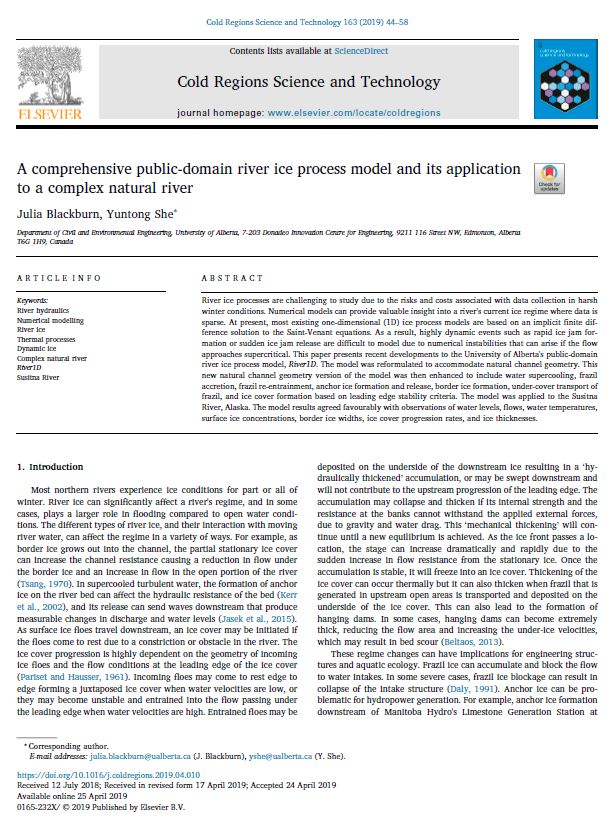 Cold Regions Science and Technology 163 (2019) 44–58
Contents lists available at ScienceDirect
Cold Regions Science and Technology
journal homepage: www.elsevier.com/locate/coldregions
ELSEVIER
A comprehensive public-domain river ice process model and its application
to a complex natural river
Check for
updates
Julia Blackburn, Yuntong She*
Department of Civil and Environmental Engineering, University of Alberta, 7-203 Donadeo Innovation Centre for Engineering, 9211 116 Street NW, Edmonton, Alberta
T6G 1H9, Canada
ARTICLE INFO
Keywords:
River hydraulics
Numerical modelling
River ice
Thermal processes
Dynamic ice
Complex natural river
River1D
Susitna River
ABSTRACT
River ice processes are challenging to study due to the risks and costs associated with data collection in harsh
winter conditions. Numerical models can provide valuable insight into a river's current ice regime where data is
sparse. At present, most existing one-dimensional (1D) ice process models are based on an implicit finite dif-
ference solution to the Saint-Venant equations. As a result, highly dynamic events such as rapid ice jam for-
mation or sudden ice jam release are difficult to model due to numerical instabilities that can arise if the flow
approaches supercritical. This paper presents recent developments to the University of Alberta's public-domain
river ice process model, River1D. The model was reformulated to accommodate natural channel geometry. This
new natural channel geometry version of the model was then enhanced to include water supercooling, frazil
accretion, frazil re-entrainment, anchor ice formation and release, border ice formation, under-cover transport of
frazil, and ice cover formation based on leading edge stability criteria. The model was applied to the Susitna
River, Alaska. The model results agreed favourably with observations of water levels, flows, water temperatures,
surface ice concentrations, border ice widths, ice cover progression rates, and ice thicknesses.
1. Introduction
Most northern rivers experience ice conditions for part or all of
winter. River ice can significantly affect a river's regime, and in some
cases, plays a larger role in flooding compared to open water condi-
tions. The different types of river ice, and their interaction with moving
river water, can affect the regime in a variety of ways. For example, as
border ice grows out into the channel, the partial stationary ice cover
can increase the channel resistance causing a reduction in flow under
the border ice and an increase in flow in the open portion of the river
(Tsang, 1970). In supercooled turbulent water, the formation of anchor
ice on the river bed can affect the hydraulic resistance of the bed (Kerr
et al., 2002), and its release can send waves downstream that produce
measurable changes in discharge and water levels (Jasek et al., 2015).
As surface ice floes travel downstream, an ice cover may be initiated if
the floes come to rest due to a constriction or obstacle in the river. The
ice cover progression is highly dependent on the geometry of incoming
ice floes and the flow conditions at the leading edge of the ice cover
(Pariset and Hausser, 1961). Incoming floes may come to rest edge to
edge forming a juxtaposed ice cover when water velocities are low, or
they may become unstable and entrained into the flow passing under
the leading edge when water velocities are high. Entrained floes may be
deposited on the underside of the downstream ice resulting in a 'hy-
draulically thickened' accumulation, or may be swept downstream and
will not contribute to the upstream progression of the leading edge. The
accumulation may collapse and thicken if its internal strength and the
resistance at the banks cannot withstand the applied external forces,
due to gravity and water drag. This 'mechanical thickening' will con-
tinue until a new equilibrium is achieved. As the ice front passes a lo-
cation, the stage can increase dramatically and rapidly due to the
sudden increase in flow resistance from the stationary ice. Once the
accumulation is stable, it will freeze into an ice cover. Thickening of the
ice cover can occur thermally but it can also thicken when frazil that is
generated in upstream open areas is transported and deposited on the
underside of the ice cover. This can also lead to the formation of
hanging dams. In some cases, hanging dams can become extremely
thick, reducing the flow area and increasing the under-ice velocities,
which may result in bed scour (Beltaos, 2013).
These regime changes can have implications for engineering struc-
tures and aquatic ecology. Frazil ice can accumulate and block the flow
to water intakes. In some severe cases, frazil ice blockage can result in
collapse of the intake structure (Daly, 1991). Anchor ice can be pro-
blematic for hydropower generation. For example, anchor ice formation
downstream of Manitoba Hydro's Limestone Generation Station at
* Corresponding author.
E-mail addresses: julia.blackburn@ualberta.ca (J. Blackburn), yshe@ualberta.ca (Y. She).
https://doi.org/10.1016/j.coldregions.2019.04.010
Received 12 July 2018; Received in revised form 17 April 2019; Accepted 24 April 2019
Available online 25 April 2019
0165-232X/ © 2019 Published by Elsevier B.V.